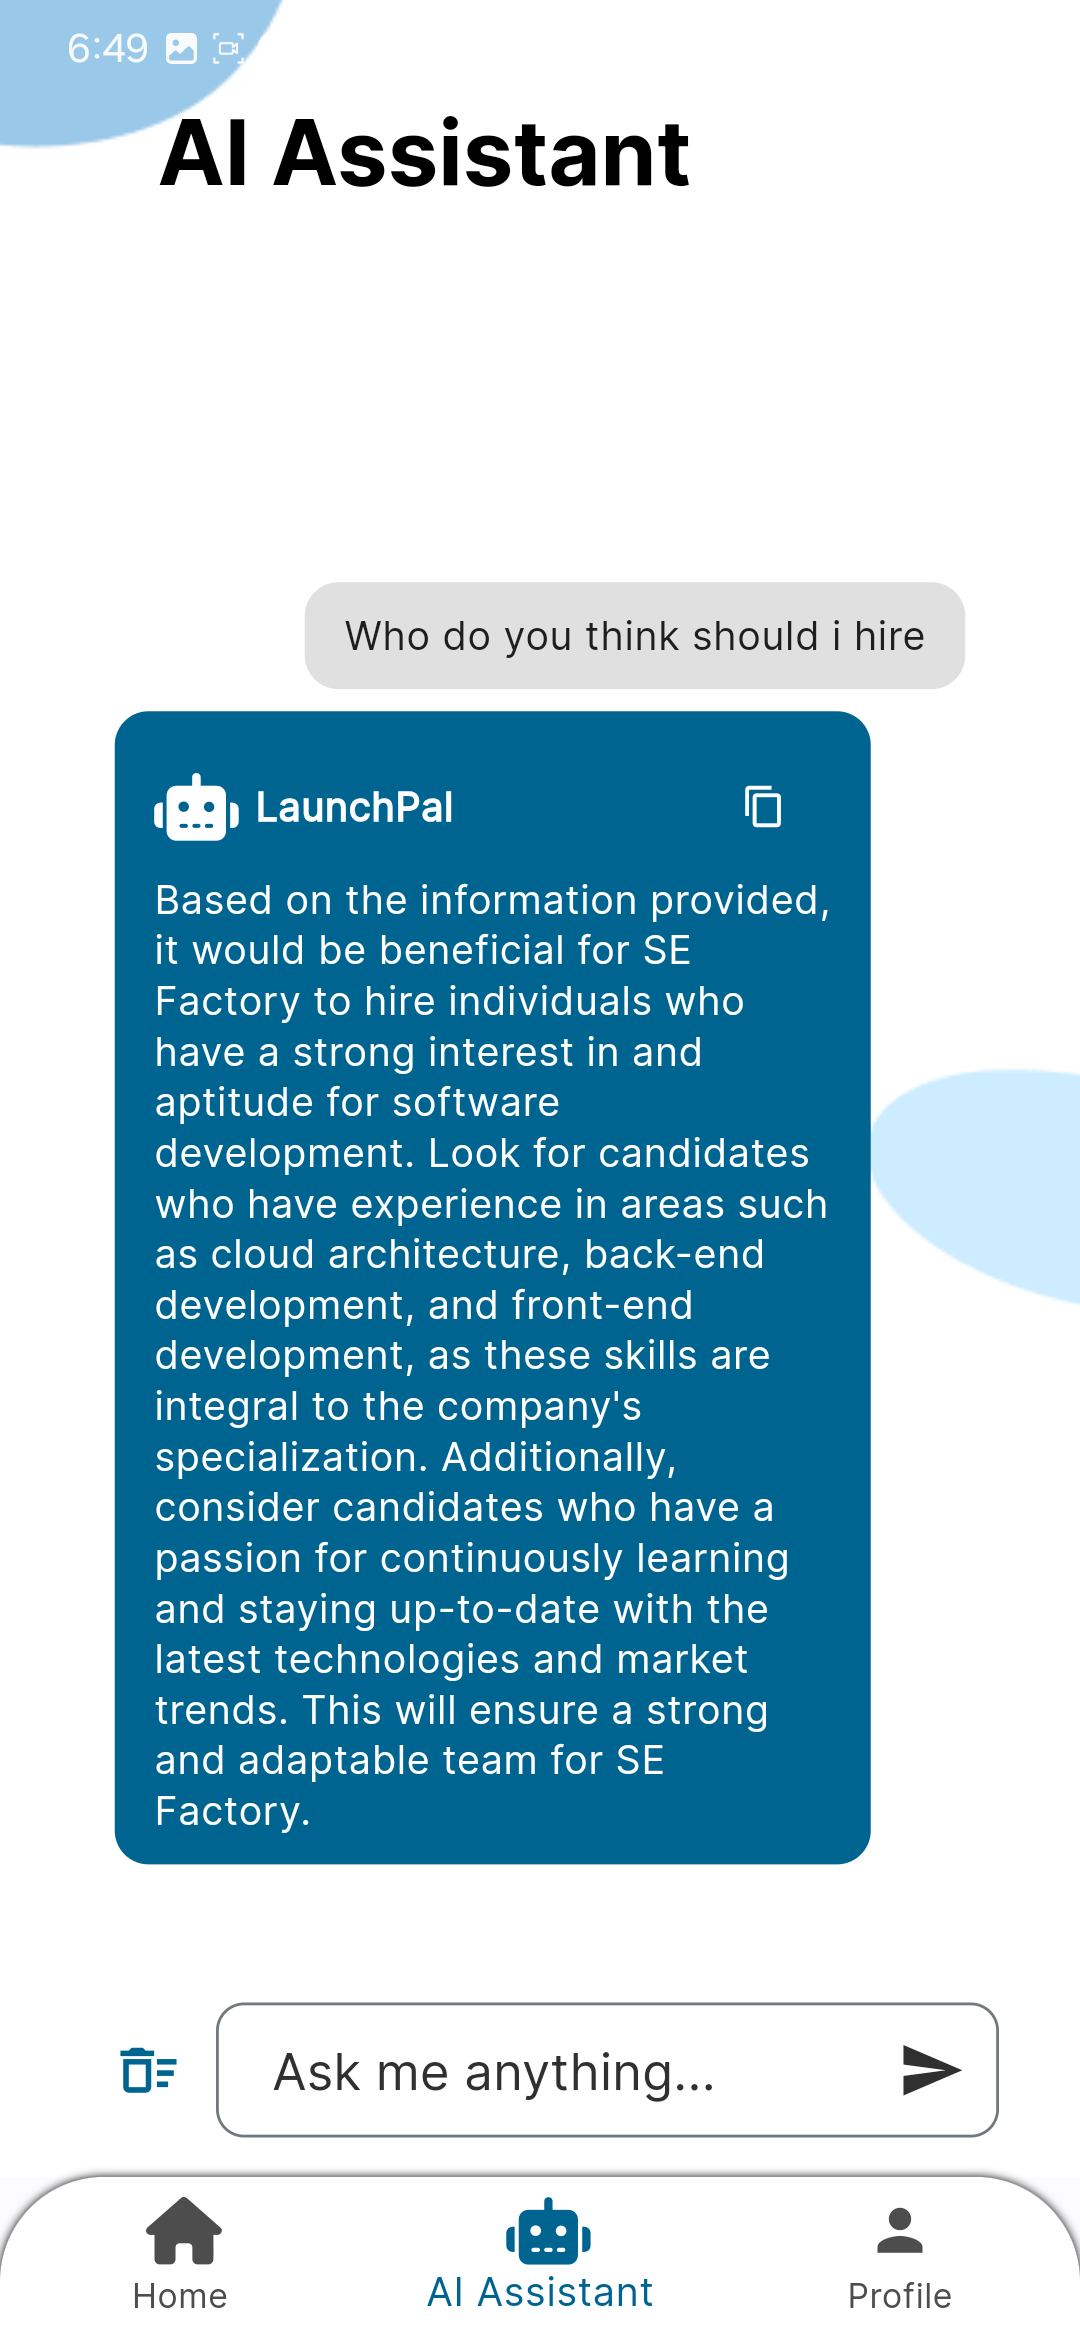 6:49
AI Assistant
Who do you think should i hire
LaunchPal
Based on the information provided,
it would be beneficial for SE
Factory to hire individuals who
have a strong interest in and
aptitude for software
development. Look for candidates
who have experience in areas such
as cloud architecture, back-end
development, and front-end
development, as these skills are
integral to the company's
specialization. Additionally,
consider candidates who have a
passion for continuously learning
and staying up-to-date with the
latest technologies and market
trends. This will ensure a strong
and adaptable team for SE
Factory.
Ask me anything...
Home
AI Assistant
Profile